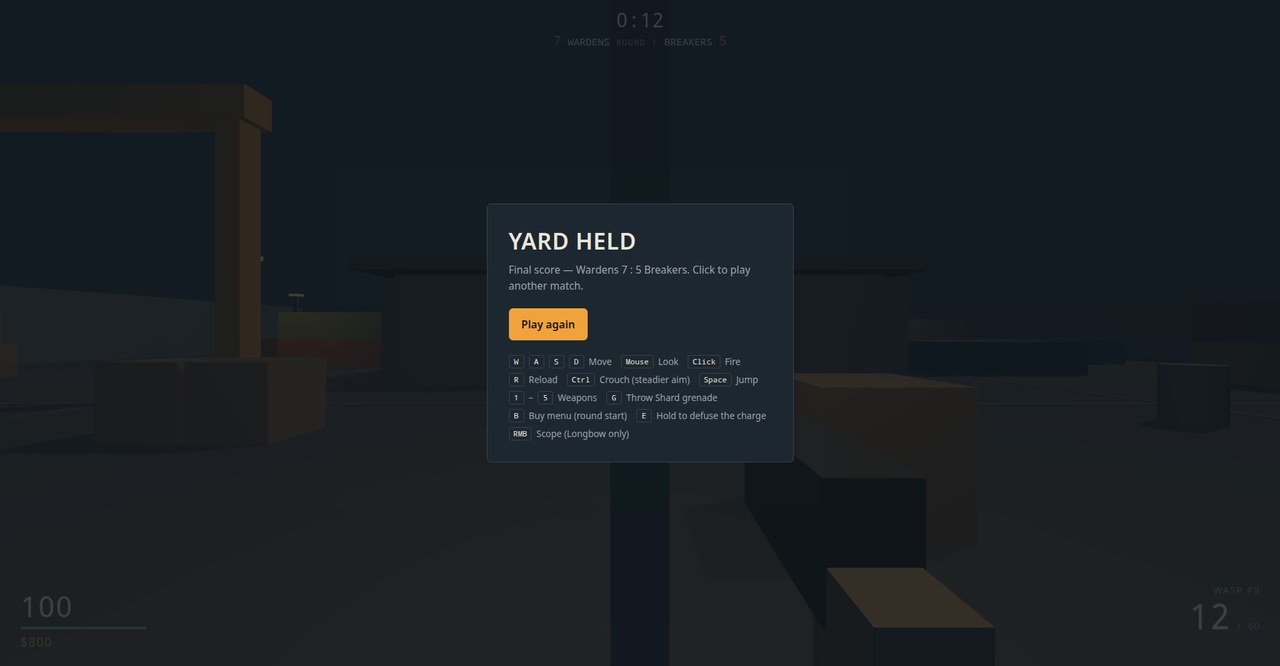 0:12
7 WARDENS ROUND 1 BREAKERS 5
YARD HELD
Final score — Wardens 7 : 5 Breakers. Click to play
another match.
Play again
W A S D Move Mouse Look Click Fire
R Reload Ctrl Crouch (steadier aim) Space Jump
1 – 5 Weapons G Throw Shard grenade
B Buy menu (round start) E Hold to defuse the charge
RMB Scope (Longbow only)
100
$800
WASP P9
12 / 60